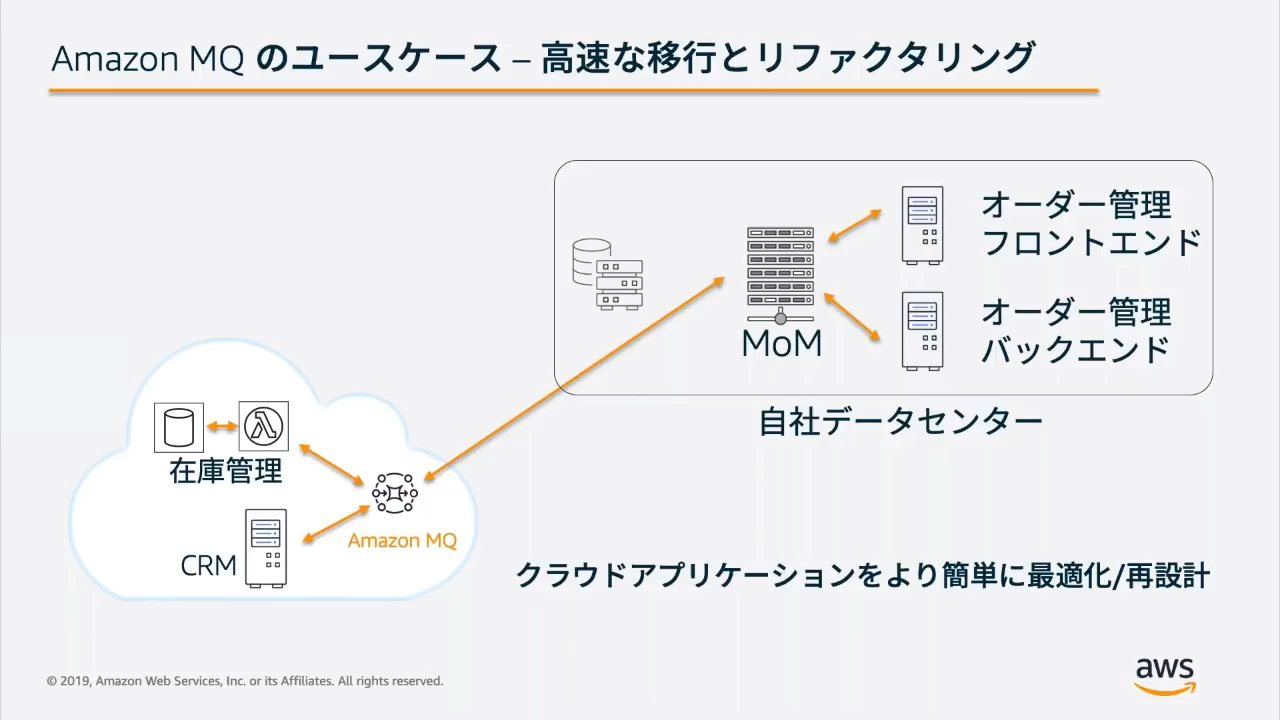 Amazon MQ のユースケース – 高速な移行とリファクタリング
オーダー管理
フロントエンド
オーダー管理
バックエンド
MoM
自社データセンター
在庫管理
CRM
Amazon MQ
クラウドアプリケーションをより簡単に最適化/再設計
© 2019, Amazon Web Services, Inc. or its Affiliates. All rights reserved.
aws